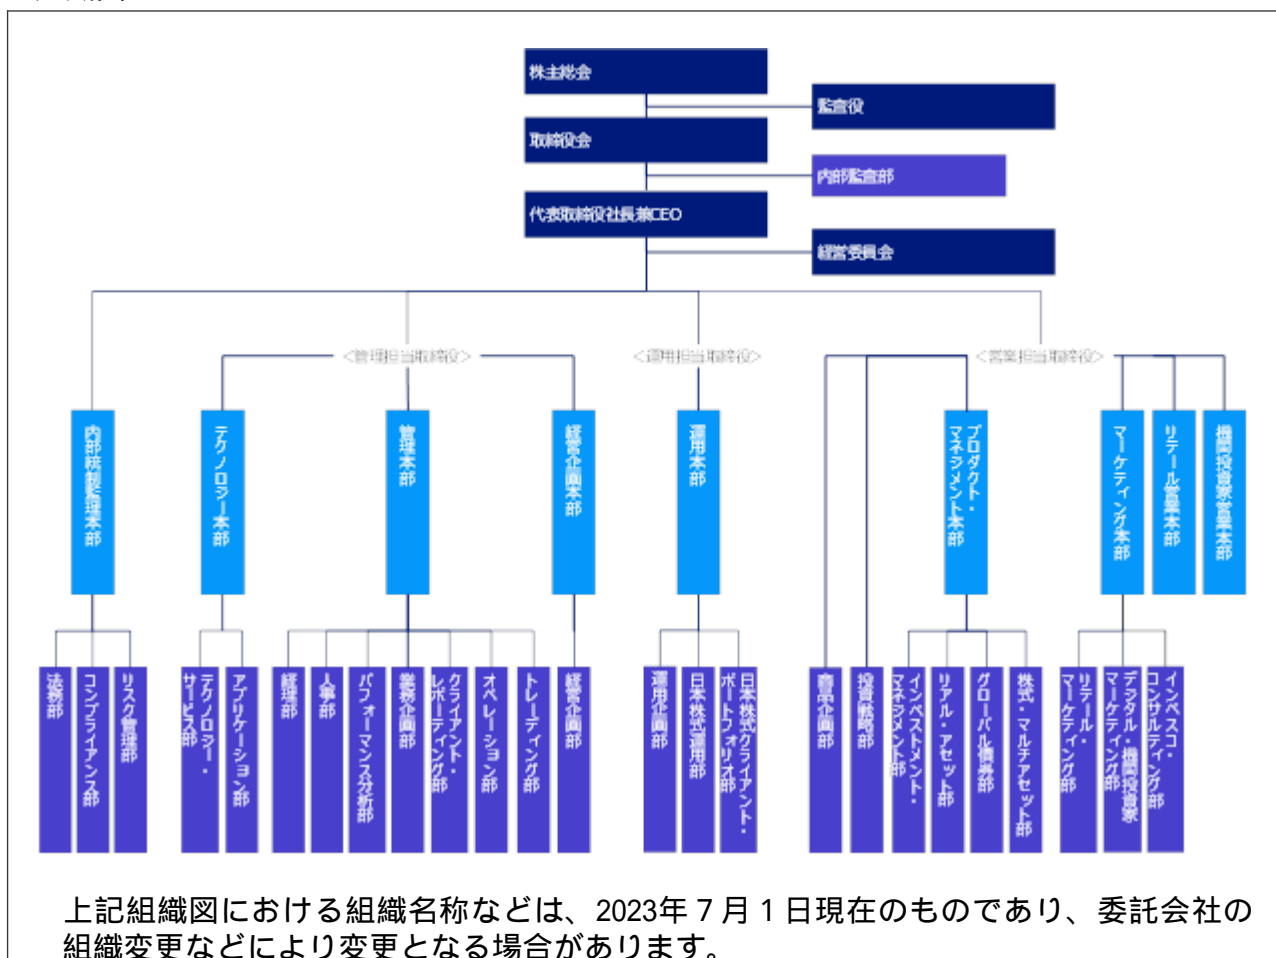 株主総会
監査役
取締役会
内部監査部
代表取締役社長兼CEO
経営委員会
<管理担当取締役>
<運用担当取締役>
<営業担当取締役>
内部統制監理本部
テクノロジー本部
管理本部
経営企画本部
運用本部
プロダクト・
マネジメント本部
マーケティング本部
リテール営業本部
機関投資家営業本部
法務部
コンプライアンス部
リスク管理部
テクノロジー・
サービス部
アプリケーション部
経理部
人事部
パフォーマンス分析部
業務企画部
クライアント・
レポーティング部
オペレーション部
トレーディング部
経営企画部
運用企画部
日本株式運用部
日本株式クライアント・
ポートフォリオ部
商品企画部
投資戦略部
インベストメント・
マネジメント部
リアル・アセット部
グローバル債券部
株式・マルチアセット部
リテール・
マーケティング部
デジタル・機関投資家
マーケティング部
インベスコ・
コンサルティング部
上記組織図における組織名称などは、2023年7月1日現在のものであり、委託会社の
組織変更などにより変更となる場合があります。